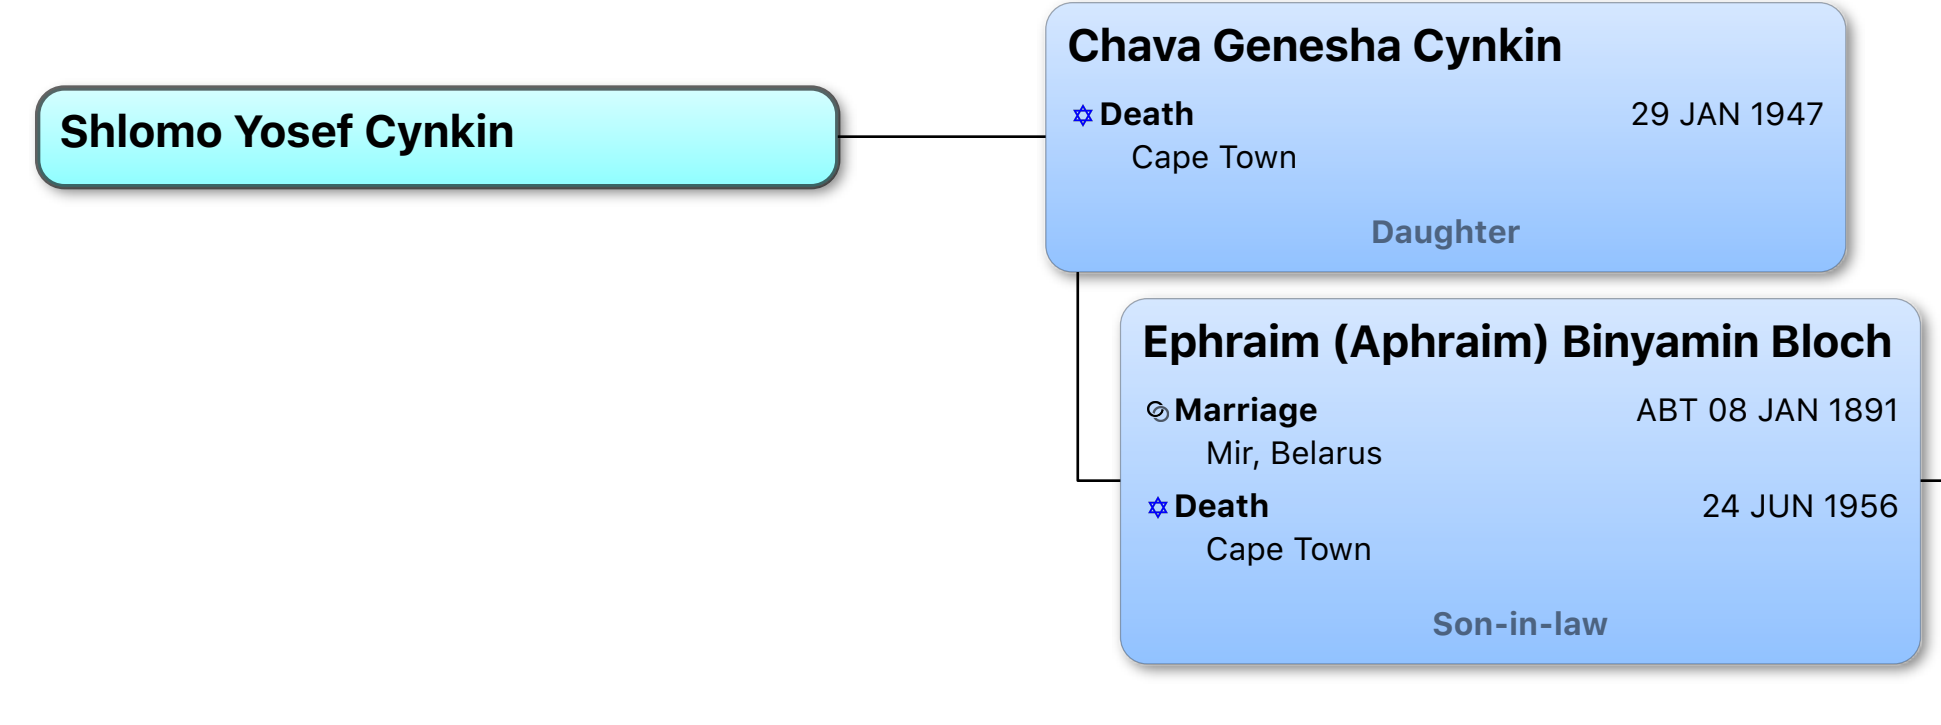 Shlomo Yosef Cynkin
Chava Genesha Cynkin
Death 29 JAN 1947
Cape Town
Daughter
Ephraim (Aphraim) Binyamin Bloch
Marriage ABT 08 JAN 1891
Mir, Belarus
Death 24 JUN 1956
Cape Town
Son-in-law